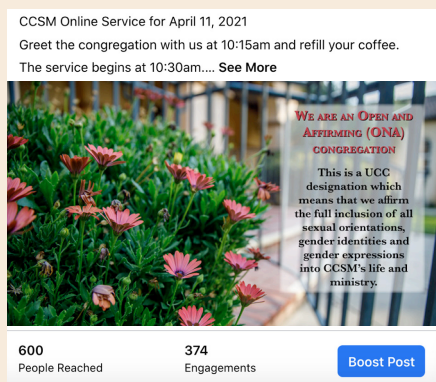 CCSM Online Service for April 11, 2021
Greet the congregation with us at 10:15am and refill your coffee.
The service begins at 10:30am.... See More
We are an Open and
Affirming (ONA)
congregation
This is a UCC
designation which
means that we affirm
the full inclusion of all
sexual orientations,
gender identities and
gender expressions
into CCSM's life and
ministry.
600
People Reached
374
Engagements
Boost Post